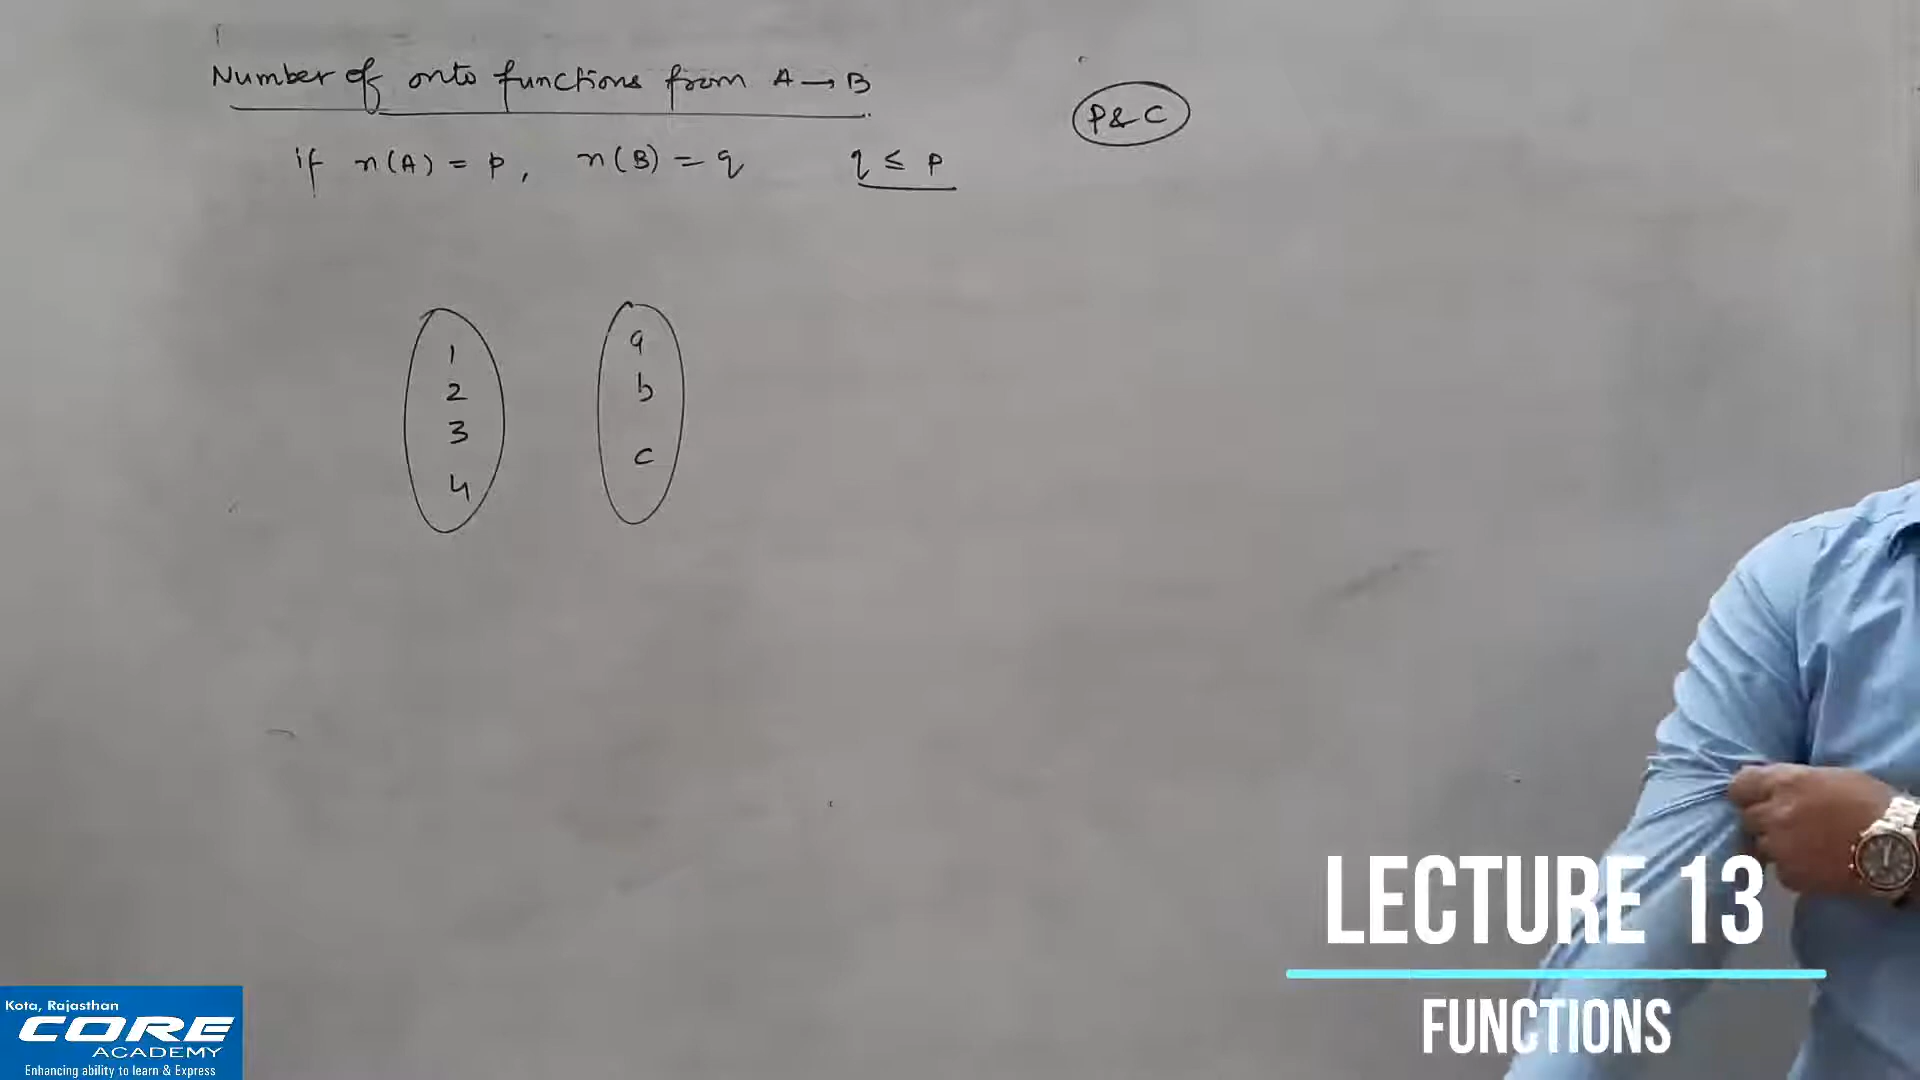 Number of onto functions from A → B
P & C
if n(A) = p, n(B) = q q ≤ p
1
2
3
4
a
b
c
LECTURE 13
FUNCTIONS
Kota, Rajasthan
CORE
ACADEMY
Enhancing ability to learn & Express